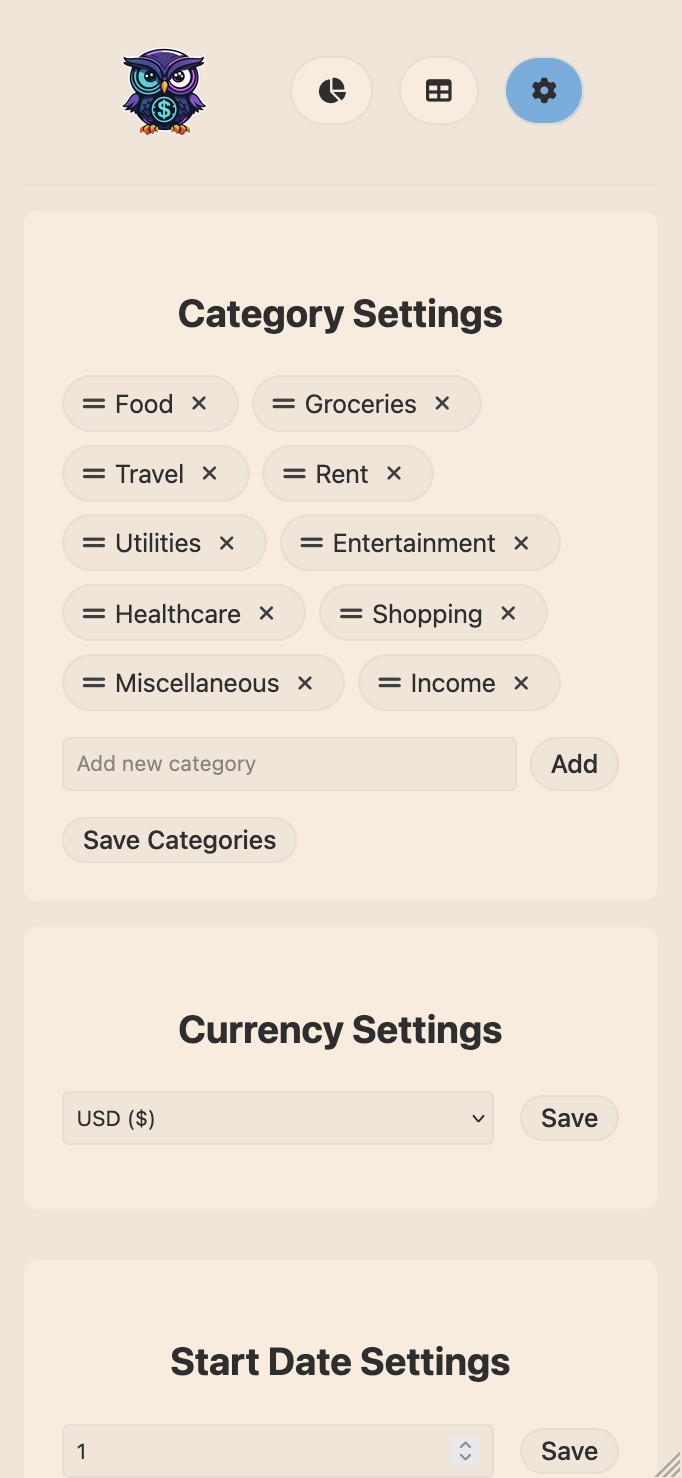 $
Category Settings
Food
Groceries
Travel
Rent
Utilities
Entertainment
Healthcare
Shopping
Miscellaneous
Income
Add new category
Add
Save Categories
Currency Settings
USD ($)
Save
Start Date Settings
1
Save